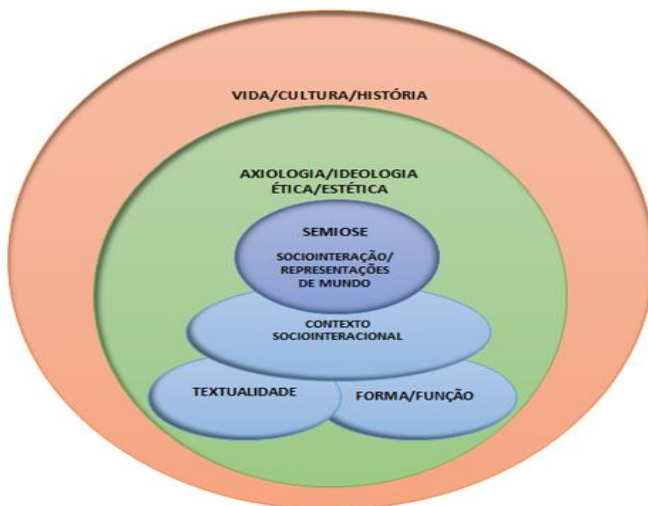 VIDA/CULTURA/HISTÓRIA
AXIOLOGIA/IDEOLOGIA
ÉTICA/ESTÉTICA
SEMIOSE
SOCIOINTERAÇÃO/
REPRESENTAÇÕES
DE MUNDO
CONTEXTO
SOCIOINTERACIONAL
TEXTUALIDADE
FORMA/FUNÇÃO